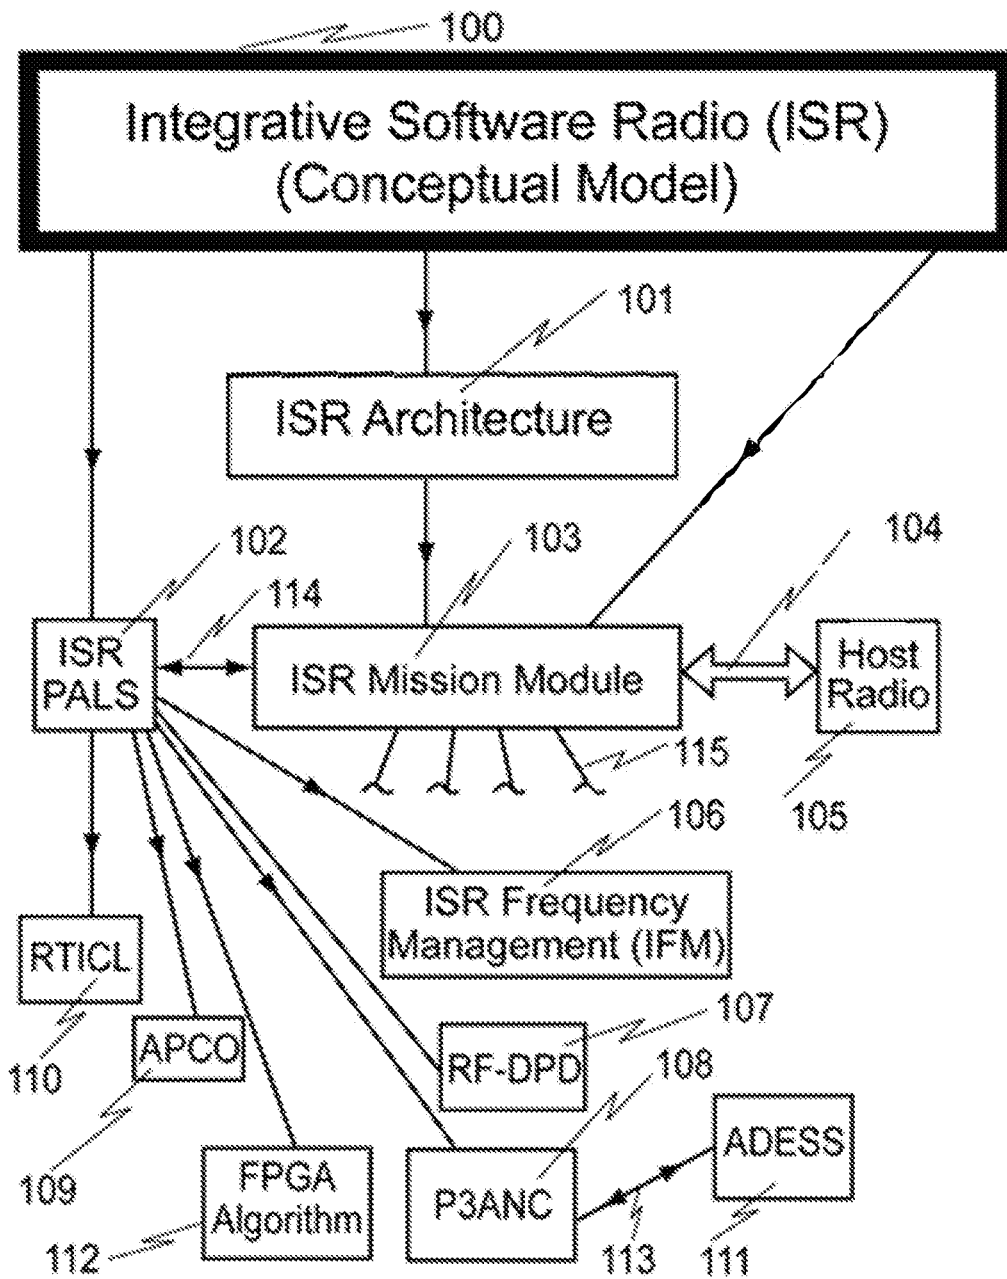 100
Integrative Software Radio (ISR)
(Conceptual Model)
101
ISR Architecture
102
114
103
104
ISR
PALS
ISR Mission Module
Host
Radio
115
105
106
ISR Frequency
Management (IFM)
RTICL
110
APCO
109
107
RF-DPD
108
ADESS
FPGA
Algorithm
112
P3ANC
113
111